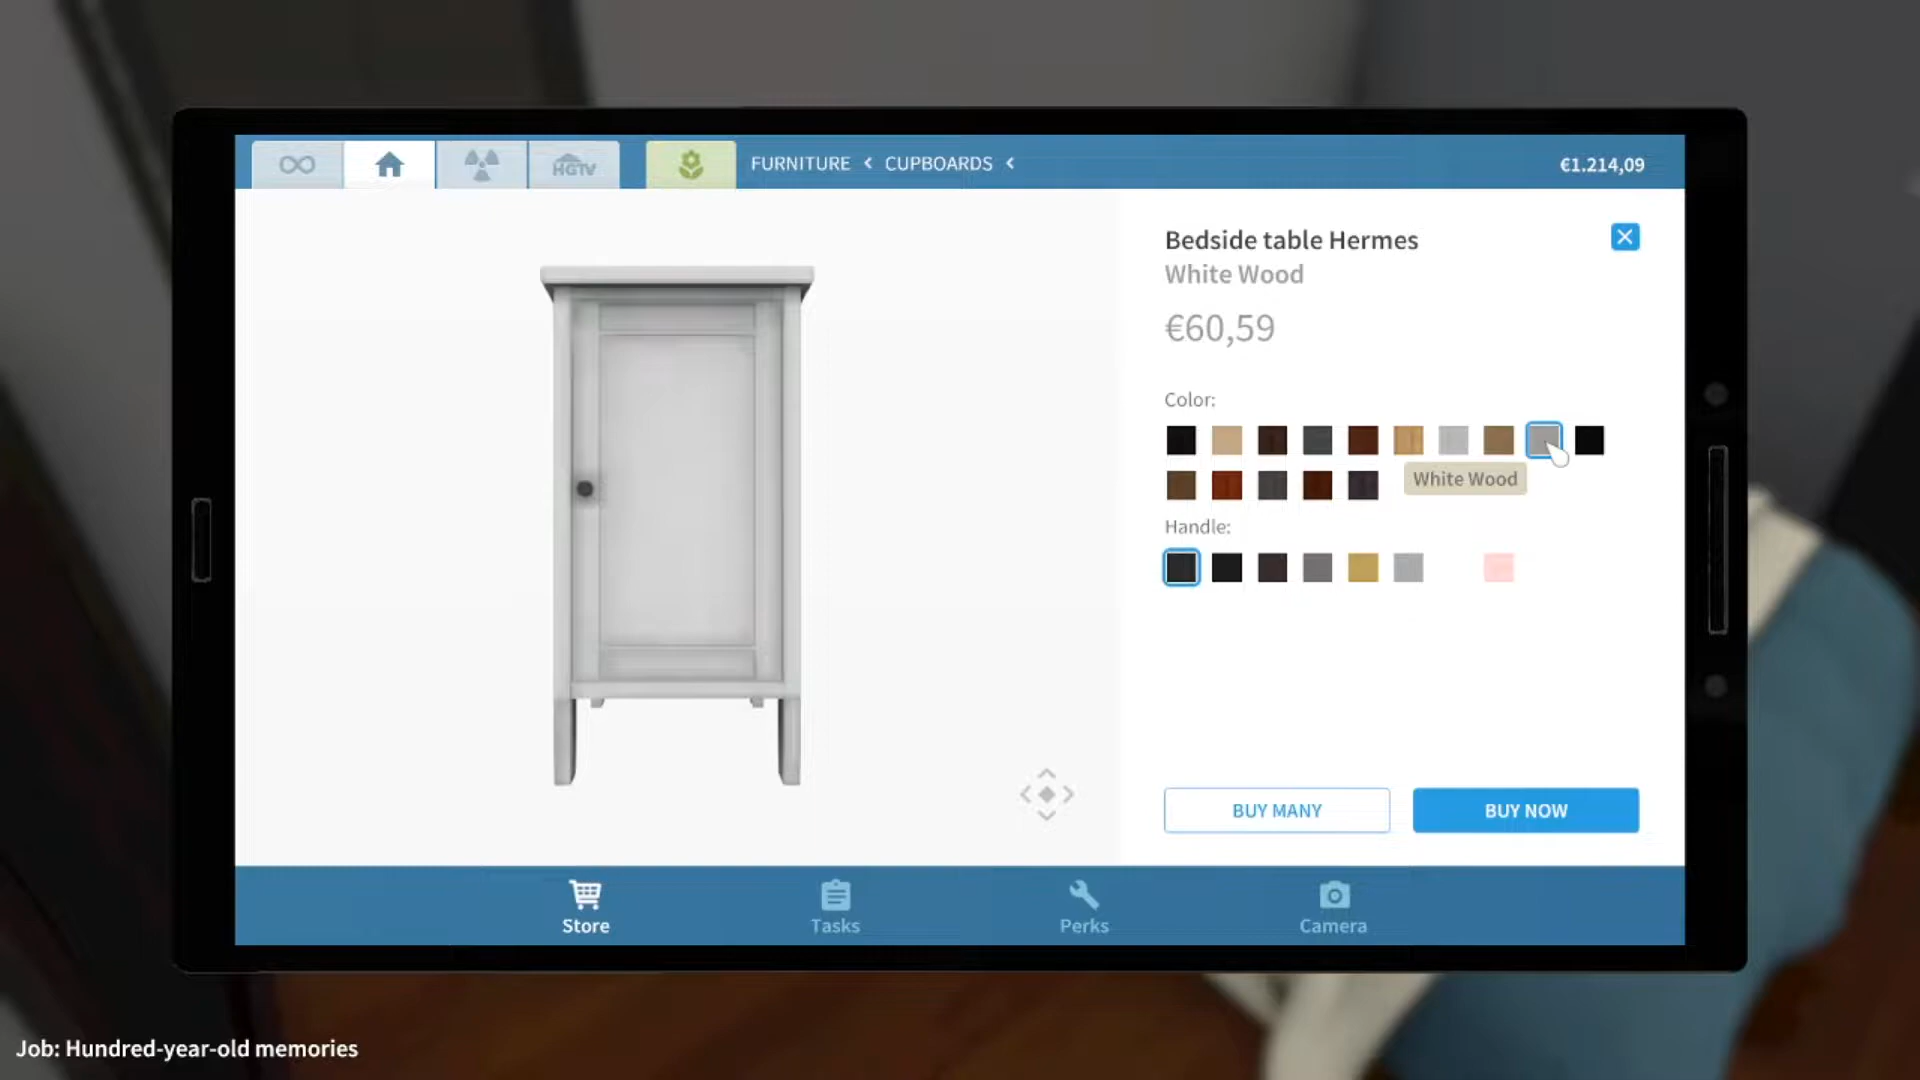 HGTV
FURNITURE < CUPBOARDS <
€1.214,09
Bedside table Hermes
White Wood
€60,59
Color:
White Wood
Handle:
BUY MANY
BUY NOW
Store
Tasks
Perks
Camera
Job: Hundred-year-old memories